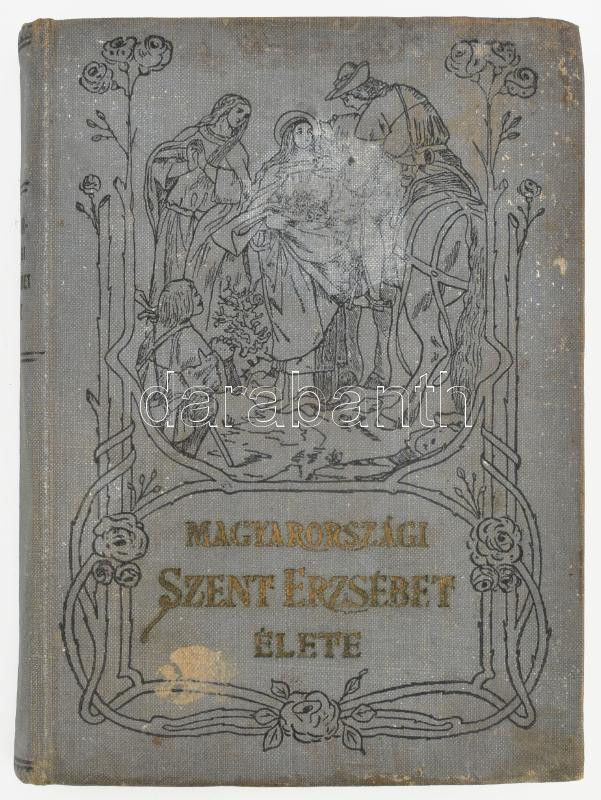 darabanth
MAGYARORSZÁGI
SZENT ERZSÉBET
ÉLETE